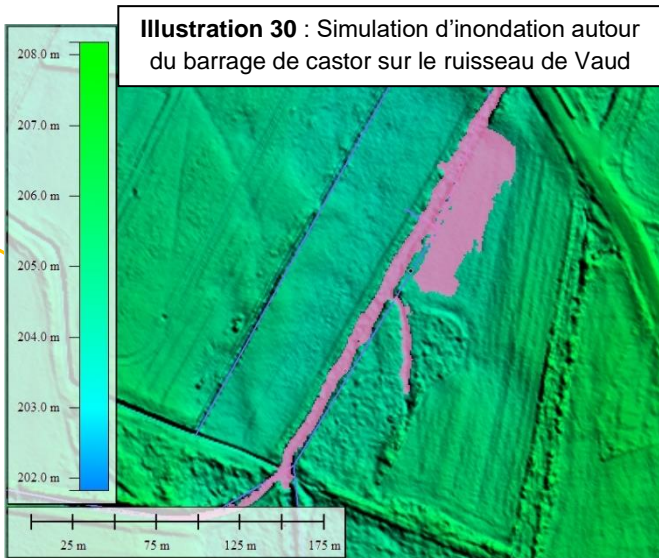 Illustration 30 : Simulation d’inondation autour
du barrage de castor sur le ruisseau de Vaud
208.0 m
207.0 m
206.0 m
205.0 m
204.0 m
203.0 m
202.0 m
25 m 75 m 125 m 175 m